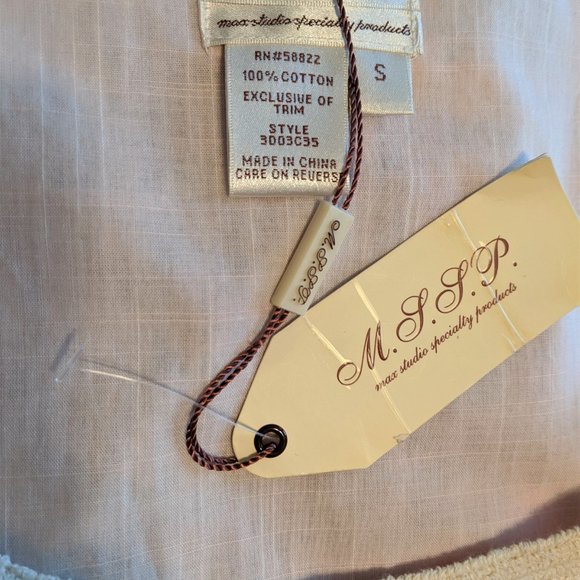 max studio specialty products
RN#58822
100% COTTON
EXCLUSIVE OF
TRIM
STYLE
3D03C35
MADE IN CHINA
CARE ON REVERSE
S
M.S.S.P.
M.S.S.P.
max studio specialty products